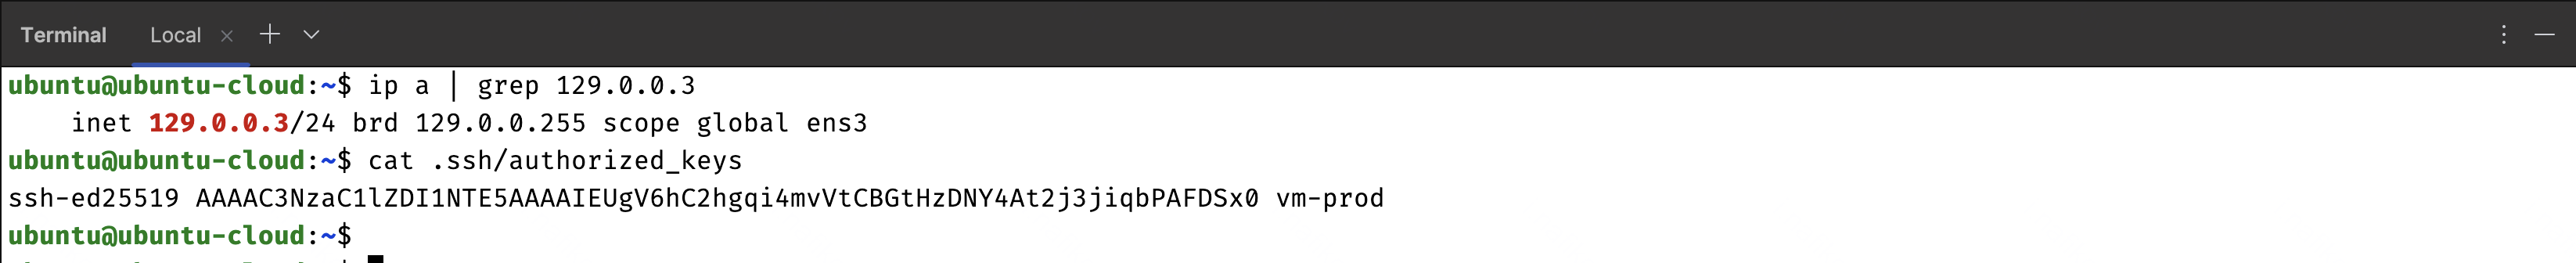 Terminal Local
ubuntu@ubuntu-cloud:~$ ip a | grep 129.0.0.3
    inet 129.0.0.3/24 brd 129.0.0.255 scope global ens3
ubuntu@ubuntu-cloud:~$ cat .ssh/authorized_keys
ssh-ed25519 AAAAC3NzaC1lZDI1NTE5AAAAIEUgV6hC2hgqi4mvVtCBGtHzDNY4At2j3jiqbPAFDSx0 vm-prod
ubuntu@ubuntu-cloud:~$